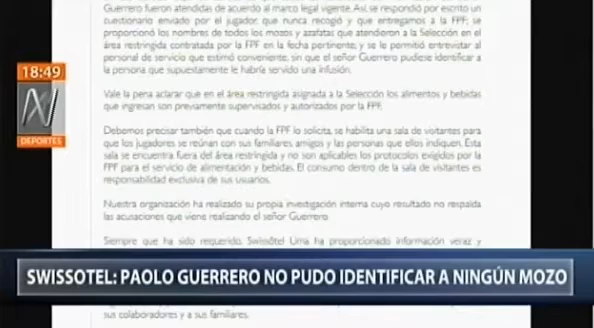 Guerrero fueron atendidas de acuerdo al marco legal vigente. Así, se respondió por escrito un
cuestionario enviado por el jugador, que nunca recogió y que entregamos a la FPF; se
proporcionó los nombres de todos los mozos y azafatas que atendieron a la Selección en el
área restringida contratada por la FPF en la fecha pertinente; y se le permitió entrevistar al
personal de servicio que estimó conveniente, sin que el señor Guerrero pudiese identificar a
la persona que supuestamente le habría servido una infusión.
Vale la pena aclarar que en el área restringida asignada a la Selección los alimentos y bebidas
que ingresan son previamente supervisados y autorizados por la FPF.
Debemos precisar también que cuando la FPF lo solicita, se habilita una sala de visitantes para
que los jugadores se reúnan con sus familiares, amigos y las personas que ellos indiquen. Esta
sala se encuentra fuera del área restringida y no son aplicables los protocolos exigidos por la
FPF para el servicio de alimentación y bebidas. El consumo dentro de la sala de visitantes es
responsabilidad exclusiva de sus usuarios.
Nuestra organización ha realizado su propia investigación interna cuyo resultado no respalda
las acusaciones que viene realizando el señor Guerrero.
Siempre que ha sido requerido, Swissôtel Lima ha proporcionado información veraz y
sus colaboradores y a sus familiares.
18:49
N
DEPORTES
SWISSOTEL: PAOLO GUERRERO NO PUDO IDENTIFICAR A NINGÚN MOZO